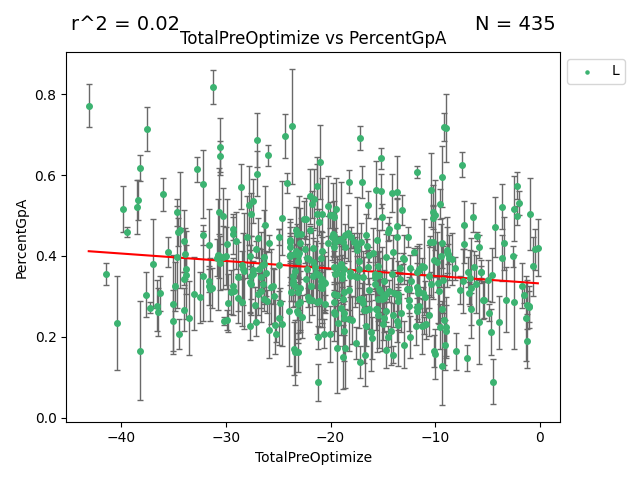 r^2 = 0.02
N = 435
TotalPreOptimize vs PercentGpA
L
PercentGpA
0.8
0.6
0.4
0.2
0.0
−40 −30 −20 −10 0
TotalPreOptimize